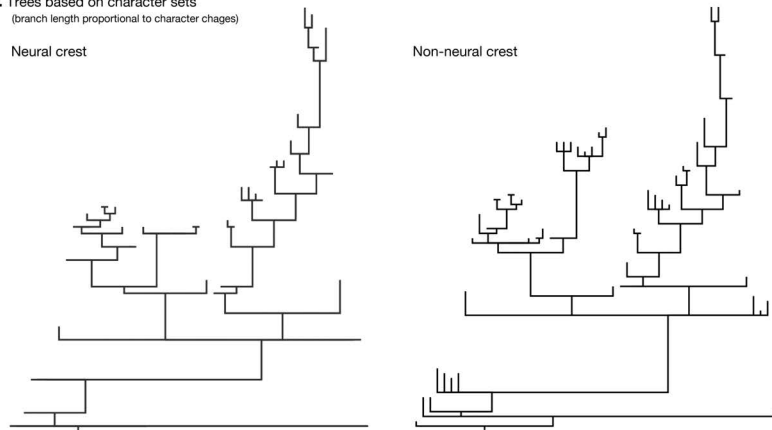 . Trees based on character sets
(branch length proportional to character chages)
Neural crest
Non-neural crest